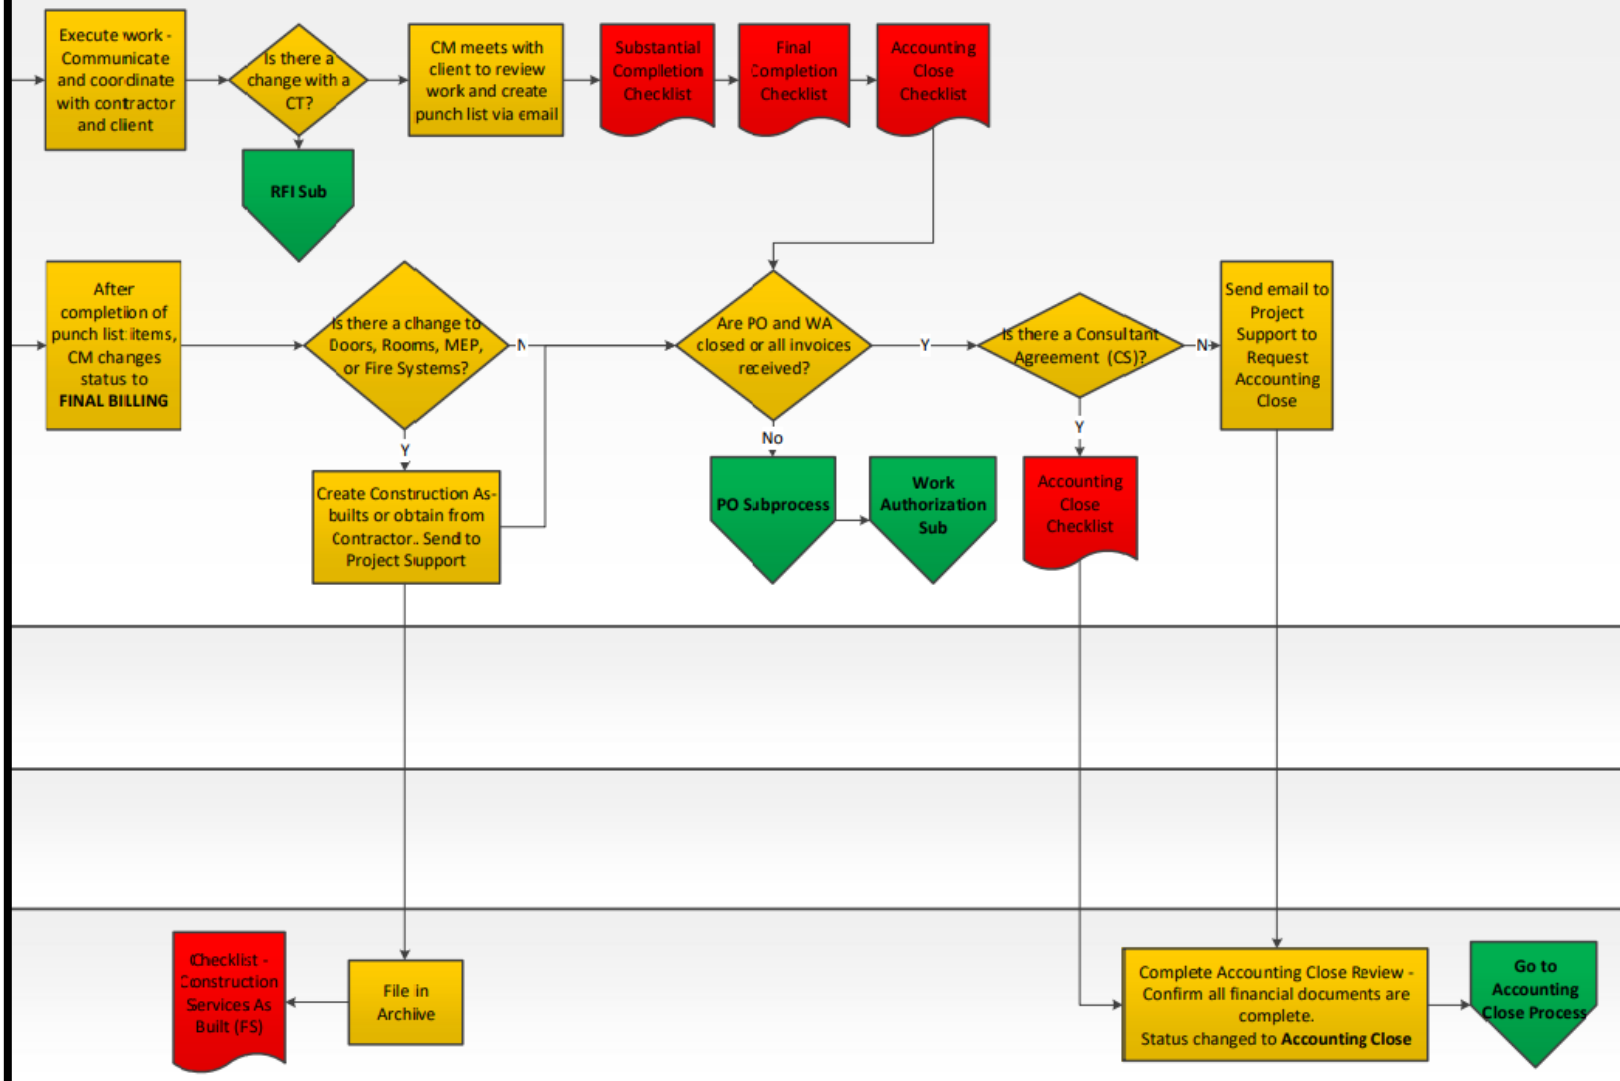 Execute work -
Communicate
and coordinate
with contractor
and client
Is there a
change with a
CT?
CM meets with
client to review
work and create
punch list via email
Substantial
Completion
Checklist
Final
Completion
Checklist
Accounting
Close
Checklist
RFI Sub
After
completion of
punch list items,
CM changes
status to
FINAL BILLING
Is there a change to
Doors, Rooms, MEP,
or Fire Systems?
N
Are PO and WA
closed or all invoices
received?
Y
Is there a Consultant
Agreement (CS)?
N
Send email to
Project
Support to
Request
Accounting
Close
Y
No
Y
Create Construction As-
builts or obtain from
Contractor.. Send to
Project Support
PO Subprocess
Work
Authorization
Sub
Accounting
Close
Checklist
Checklist -
Construction
Services As
Built (FS)
File in
Archive
Complete Accounting Close Review -
Confirm all financial documents are
complete.
Status changed to Accounting Close
Go to
Accounting
Close Process